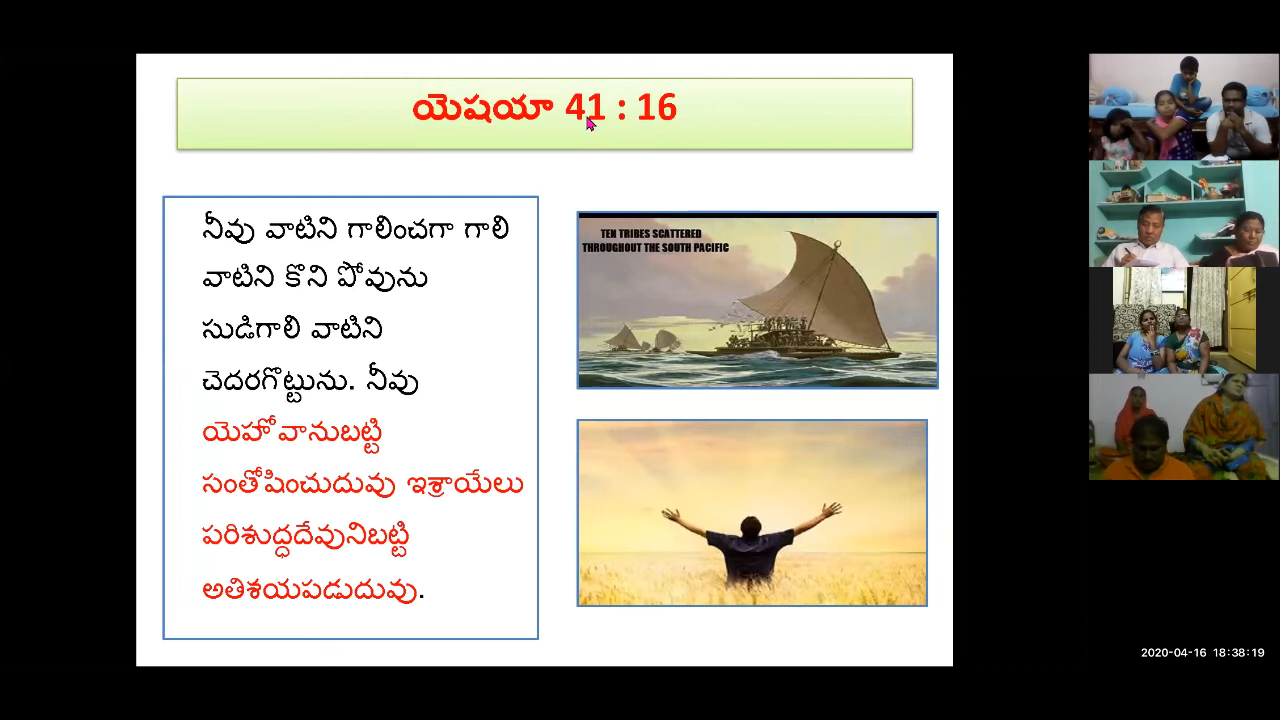 యెషయా 41 : 16
నీవు వాటిని గాలించగా గాలి
వాటిని కొని పోవును
సుడిగాలి వాటిని
చెదరగొట్టును. నీవు
యెహోవానుబట్టి
సంతోషించుదువు ఇశ్రాయేలు
పరిశుద్ధదేవునిబట్టి
అతిశయపడుదువు.
TEN TRIBES SCATTERED
THROUGHOUT THE SOUTH PACIFIC
2020-04-16 18:38:19